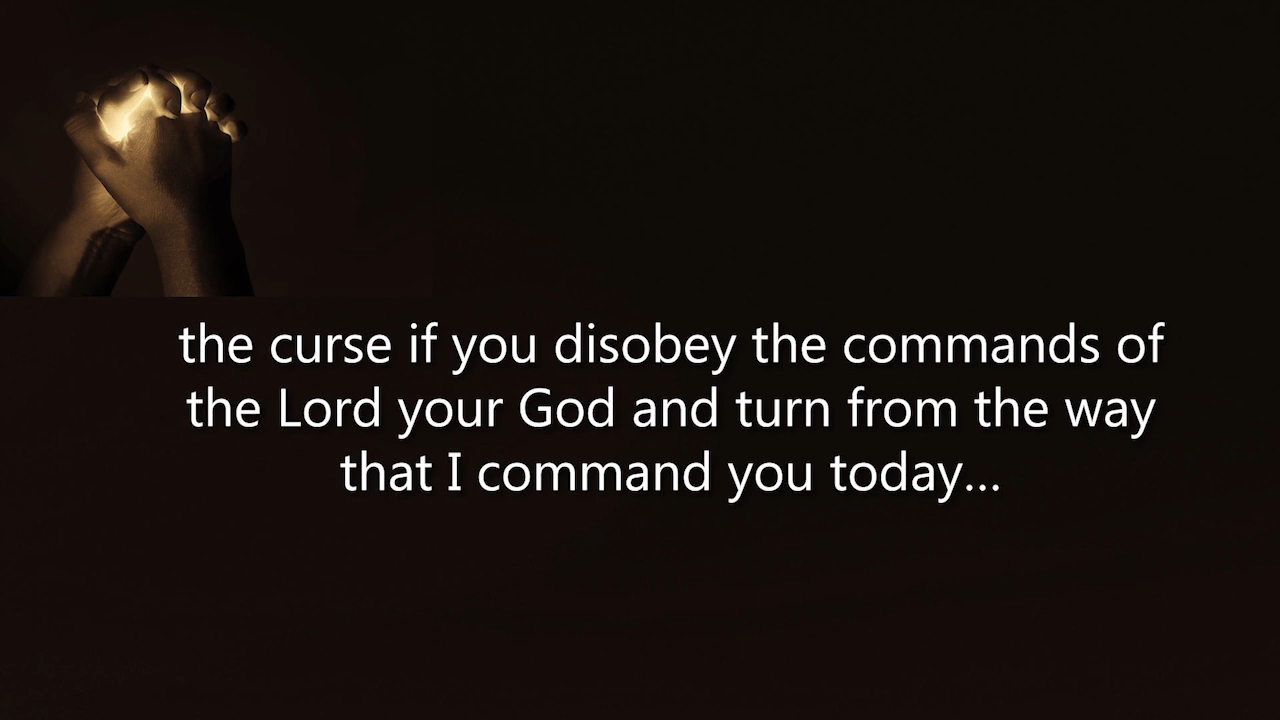 the curse if you disobey the commands of
the Lord your God and turn from the way
that I command you today...